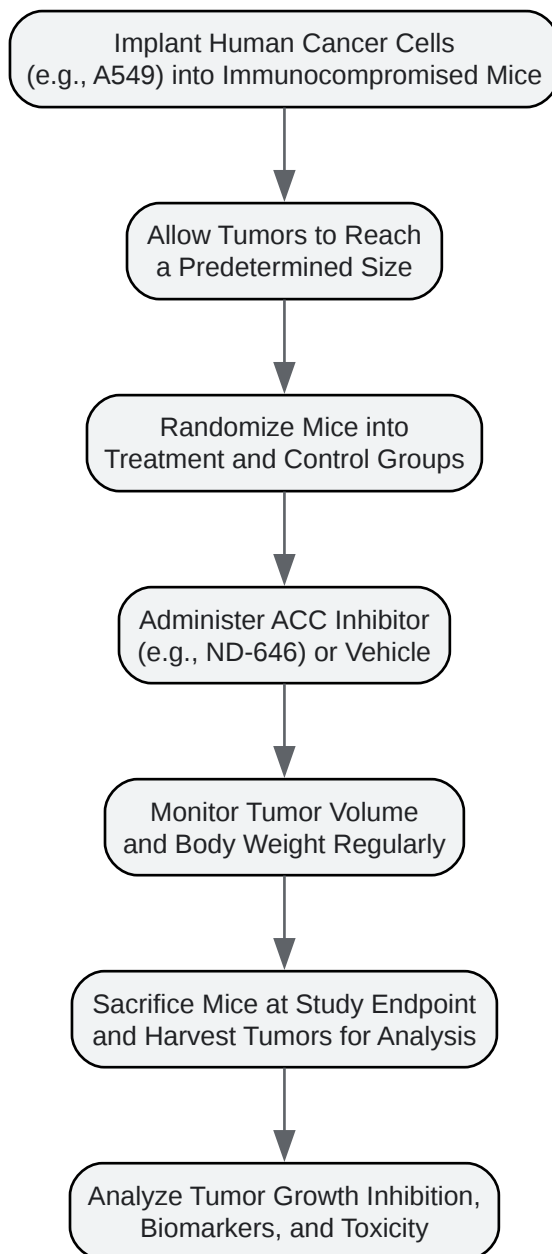 Implant Human Cancer Cells
(e.g., A549) into Immunocompromised Mice
Allow Tumors to Reach
a Predetermined Size
Randomize Mice into
Treatment and Control Groups
Administer ACC Inhibitor
(e.g., ND-646) or Vehicle
Monitor Tumor Volume
and Body Weight Regularly
Sacrifice Mice at Study Endpoint
and Harvest Tumors for Analysis
Analyze Tumor Growth Inhibition,
Biomarkers, and Toxicity